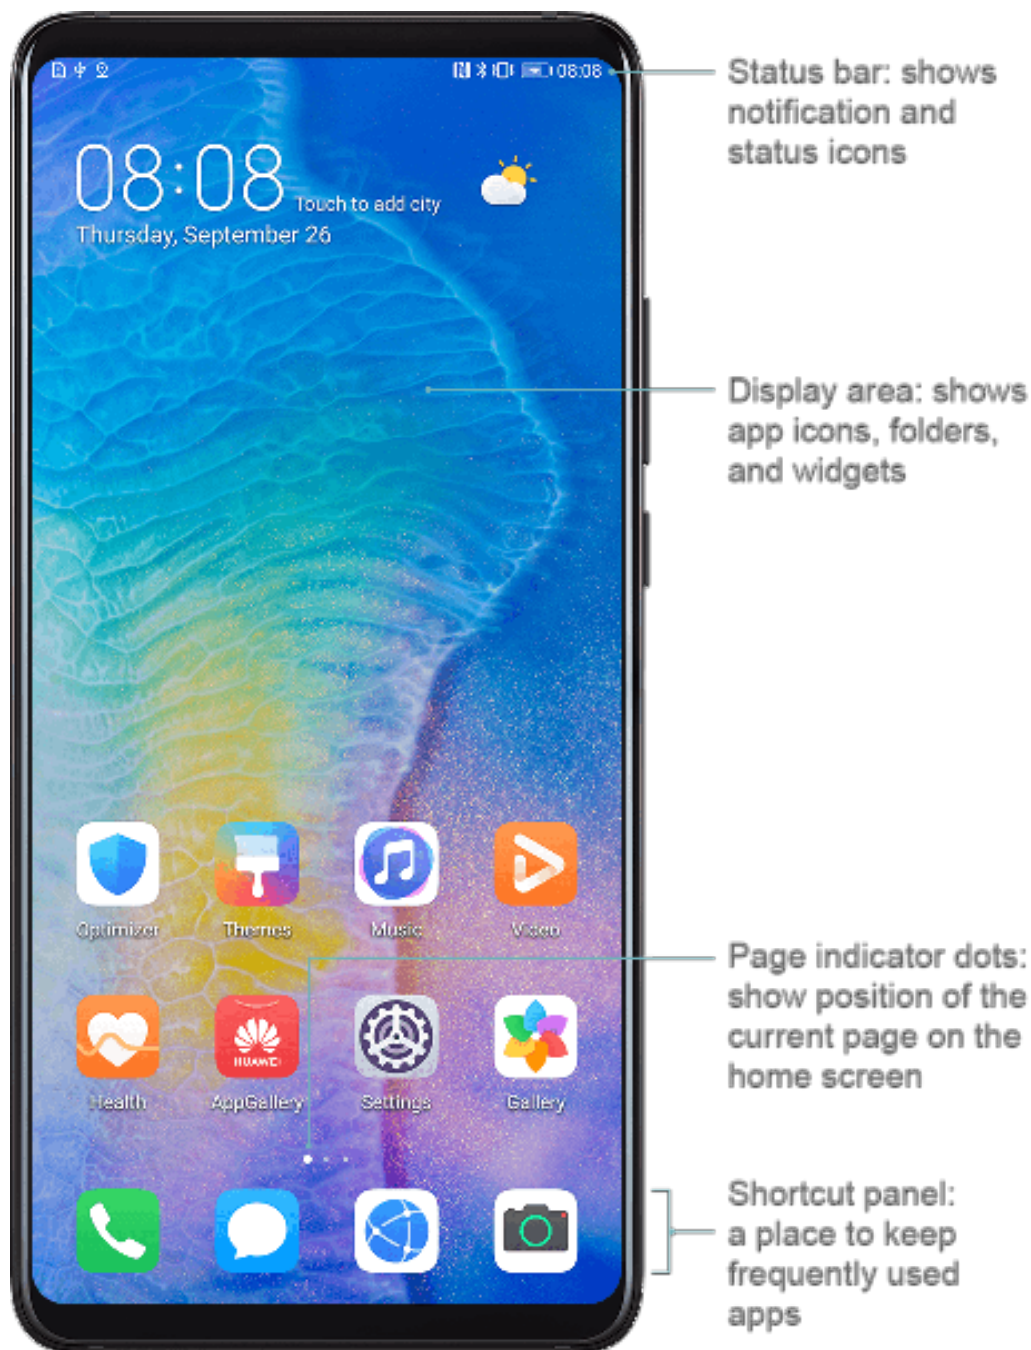 08:08
Status bar: shows
notification and
status icons
08:08 Touch to add city
Thursday, September 26
Display area: shows
app icons, folders,
and widgets
Optimizer Themes Music Video
Page indicator dots:
show position of the
current page on the
home screen
HUAWEI
Health AppGallery Settings Gallery
Shortcut panel:
a place to keep
frequently used
apps